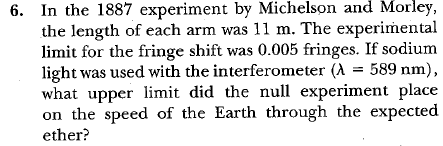 6. In the 1887 experiment by Michelson and Morley,
the length of each arm was 11 m. The experimental
limit for the fringe shift was 0.005 fringes. If sodium
light was used with the interferometer (λ = 589 nm),
what upper limit did the null experiment place
on the speed of the Earth through the expected
ether?